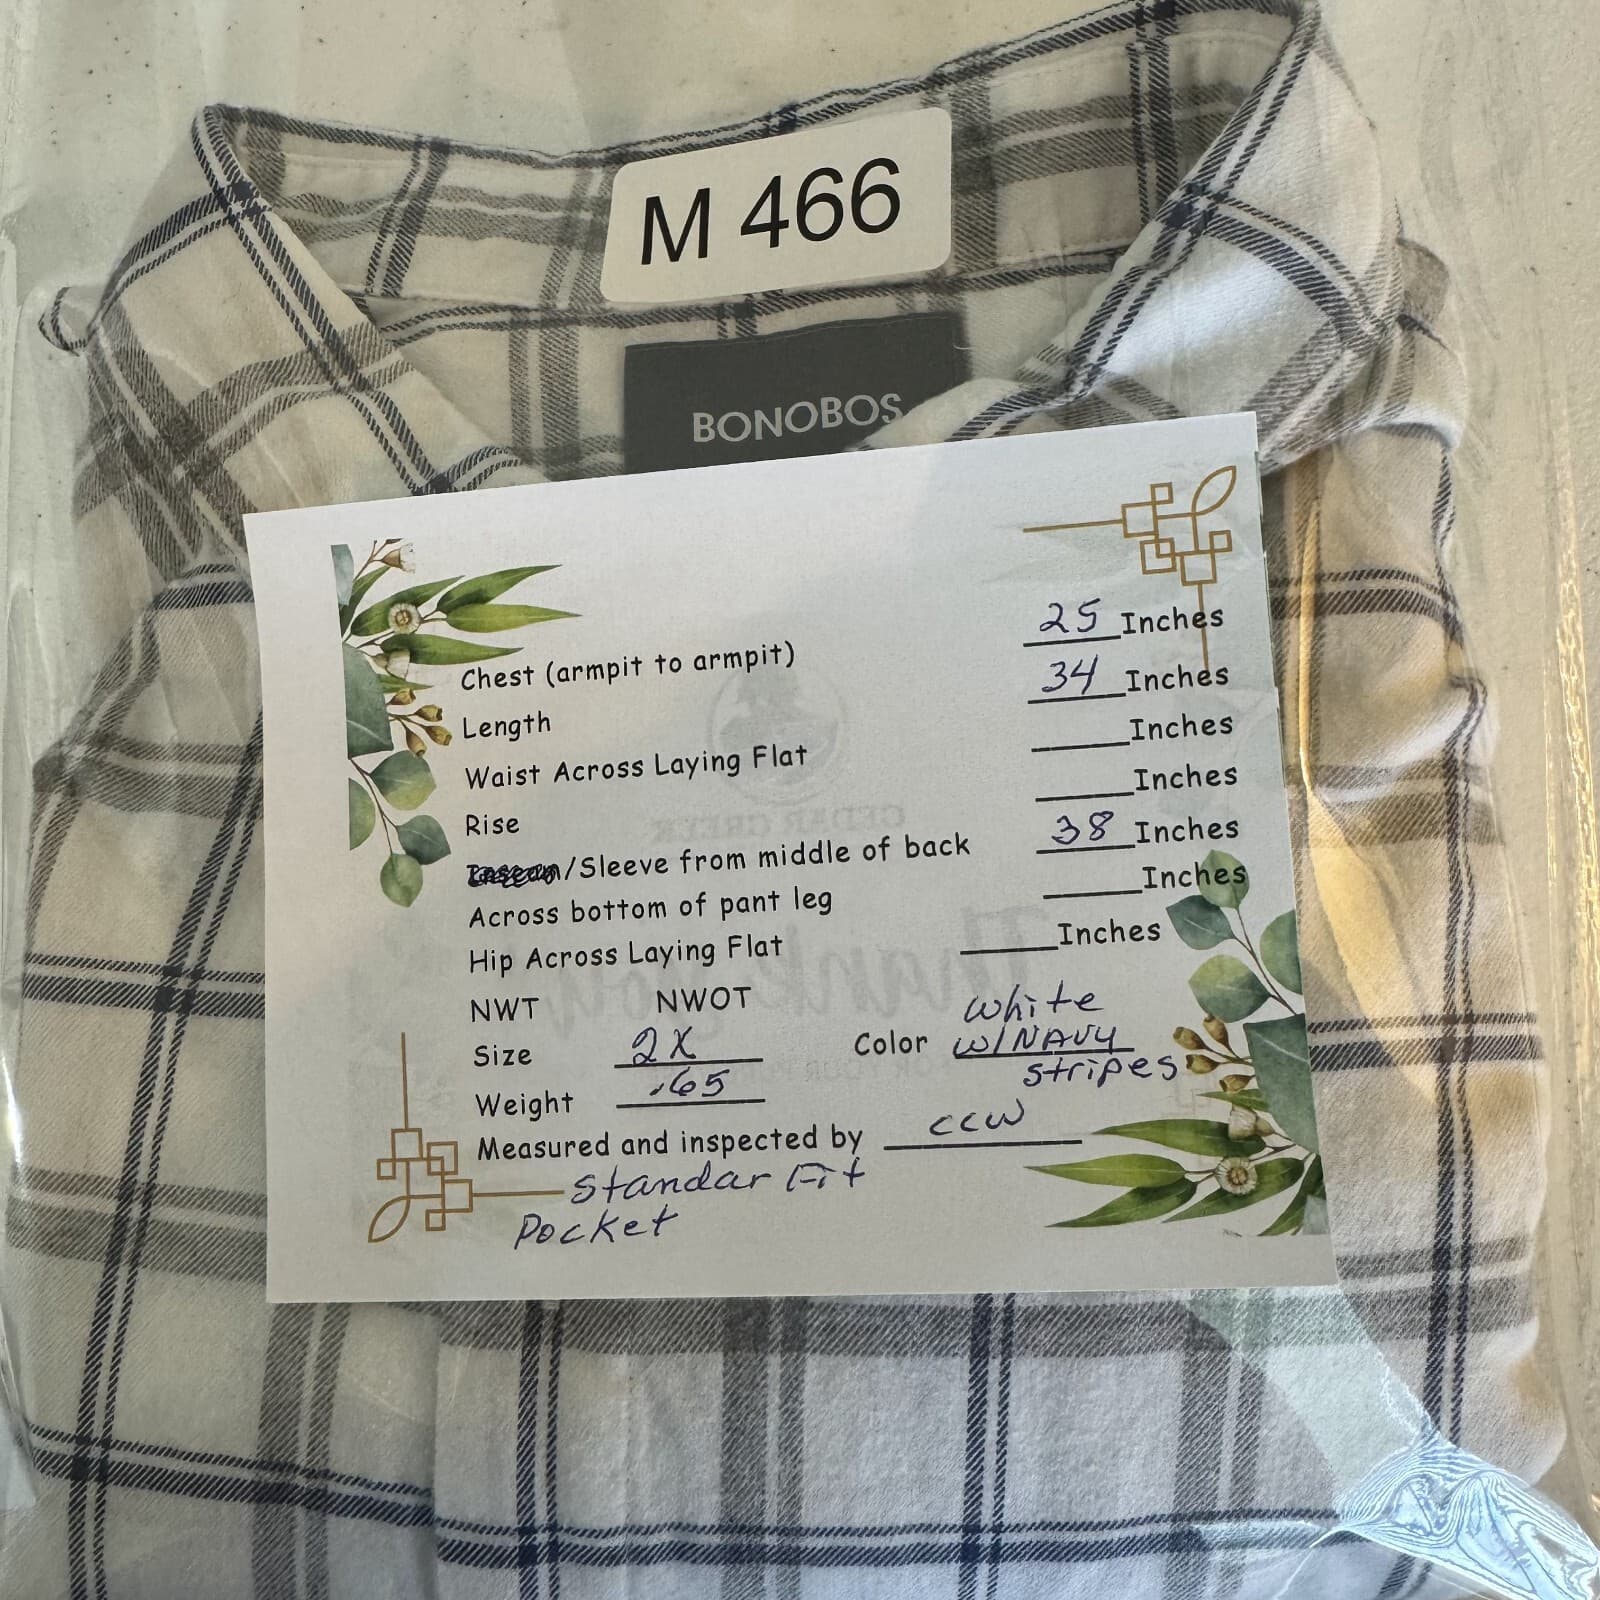 M 466
BONOBOS
Chest (armpit to armpit) 25 Inches
Length 34 Inches
Waist Across Laying Flat Inches
Rise Inches
Inseam/Sleeve from middle of back 38 Inches
Across bottom of pant leg Inches
Hip Across Laying Flat Inches
NWT NWOT White
Size 2X Color W/NAVY
stripes
Weight .65
Measured and inspected by CCW
Standar Fit
Pocket